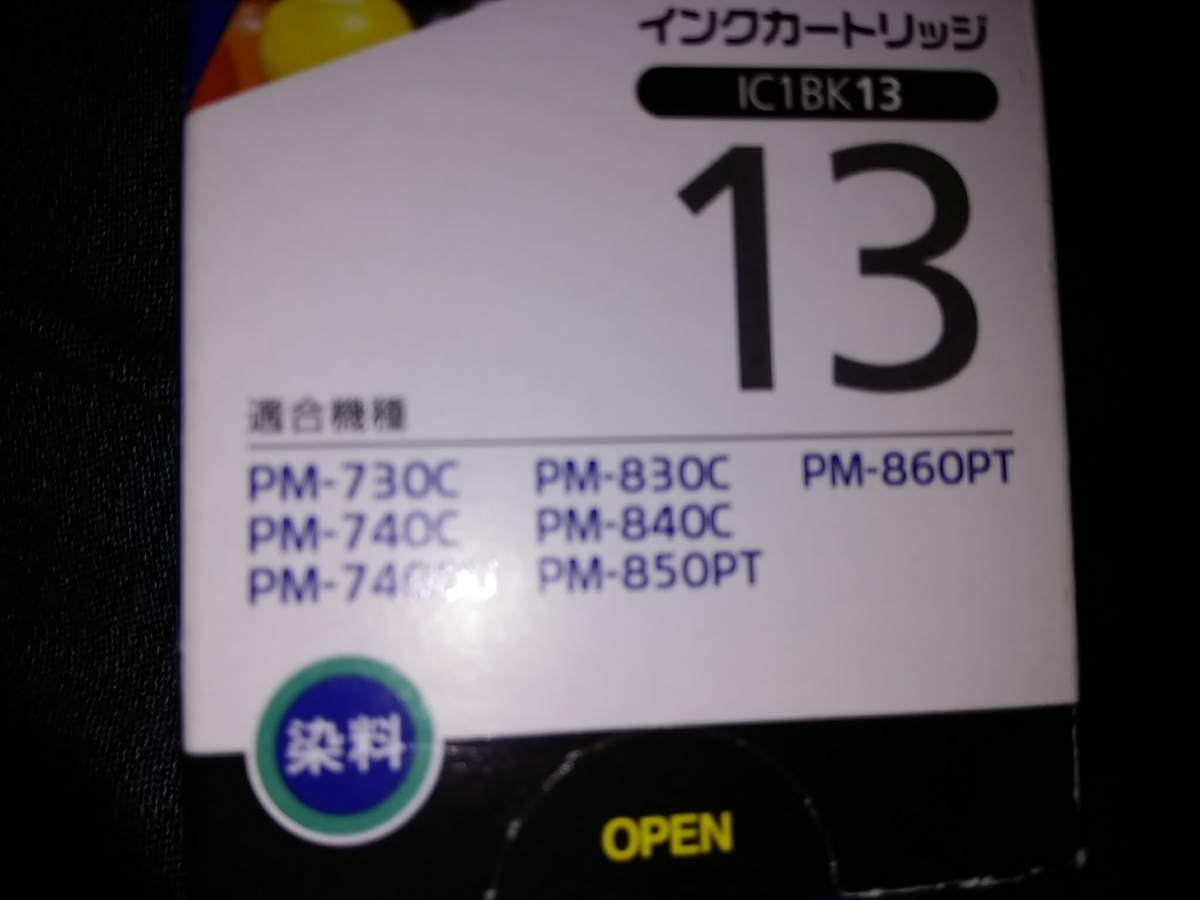 インクカートリッジ
IC1BK13
13
適合機種
PM-730C PM-830C PM-860PT
PM-740C PM-840C
PM-850PT
染料
OPEN